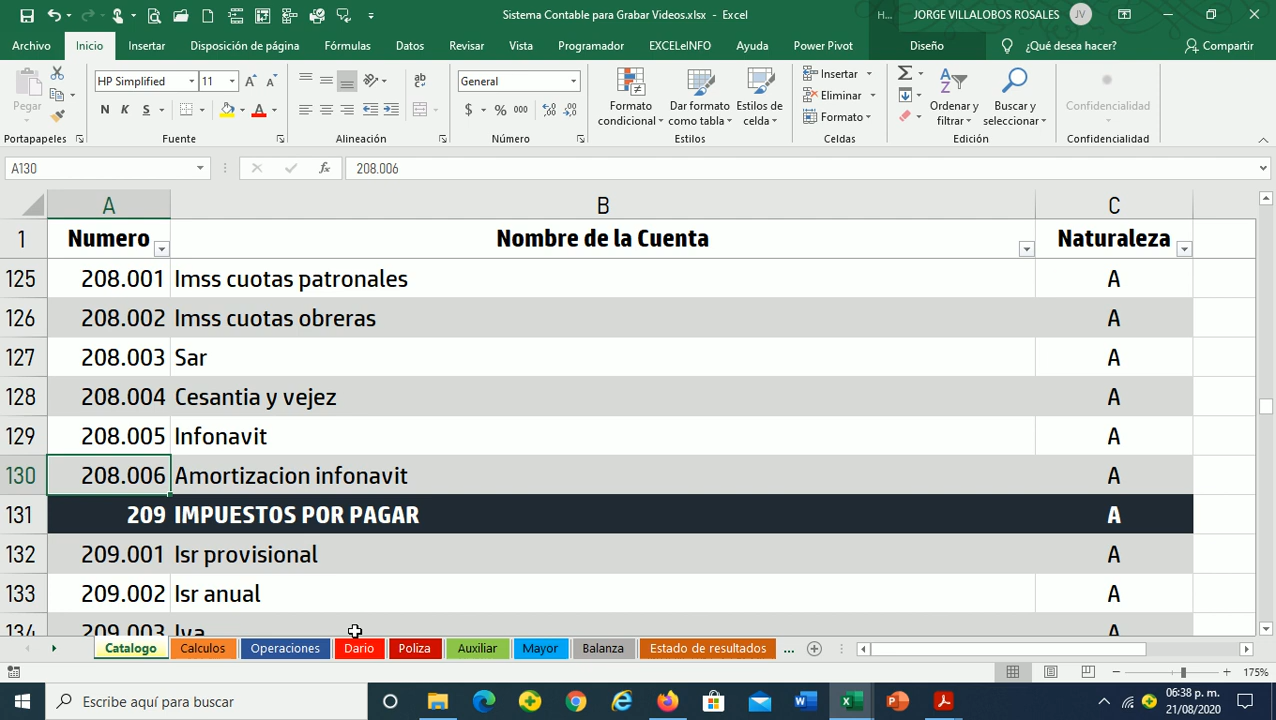 Sistema Contable para Grabar Videos.xlsx - Excel
H...
JORGE VILLALOBOS ROSALES
JV
Archivo
Inicio
Insertar
Disposición de página
Fórmulas
Datos
Revisar
Vista
Programador
EXCELeINFO
Ayuda
Power Pivot
Diseño
¿Qué desea hacer?
Compartir
Pegar
HP Simplified
11
N K S
General
$ % 000
Formato
condicional
Dar formato
como tabla
Estilos de
celda
Insertar
Eliminar
Formato
Ordenar y
filtrar
Buscar y
seleccionar
Confidencialidad
Portapapeles
Fuente
Alineación
Número
Estilos
Celdas
Edición
Confidencialidad
A130
fx
208.006
A B C
1 Numero Nombre de la Cuenta Naturaleza
125 208.001 Imss cuotas patronales A
126 208.002 Imss cuotas obreras A
127 208.003 Sar A
128 208.004 Cesantia y vejez A
129 208.005 Infonavit A
130 208.006 Amortizacion infonavit A
131 209 IMPUESTOS POR PAGAR A
132 209.001 Isr provisional A
133 209.002 Isr anual A
134 209.003 Iva A
Catalogo
Calculos
Operaciones
Dario
Poliza
Auxiliar
Mayor
Balanza
Estado de resultados
...
175%
Escribe aquí para buscar
06:38 p. m.
21/08/2020